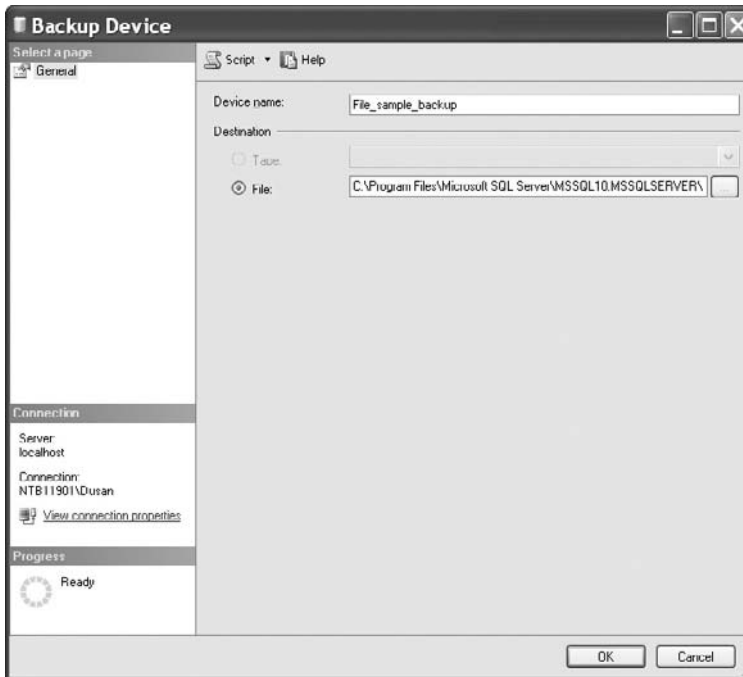 Backup Device
Select a page
General
Script Help
Device name: File_sample_backup
Destination
Tape:
File: C:\Program Files\Microsoft SQL Server\MSSQL10.MSSQLSERVER\ ...
Connection
Server:
localhost
Connection:
NTB11901\Dusan
View connection properties
Progress
Ready
OK Cancel